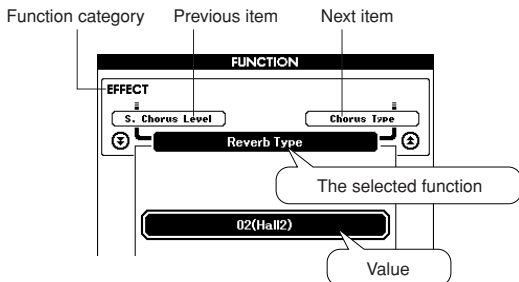 Function category Previous item Next item
FUNCTION
EFFECT
S. Chorus Level Chorus Type
Reverb Type
The selected function
02(Hall2)
Value